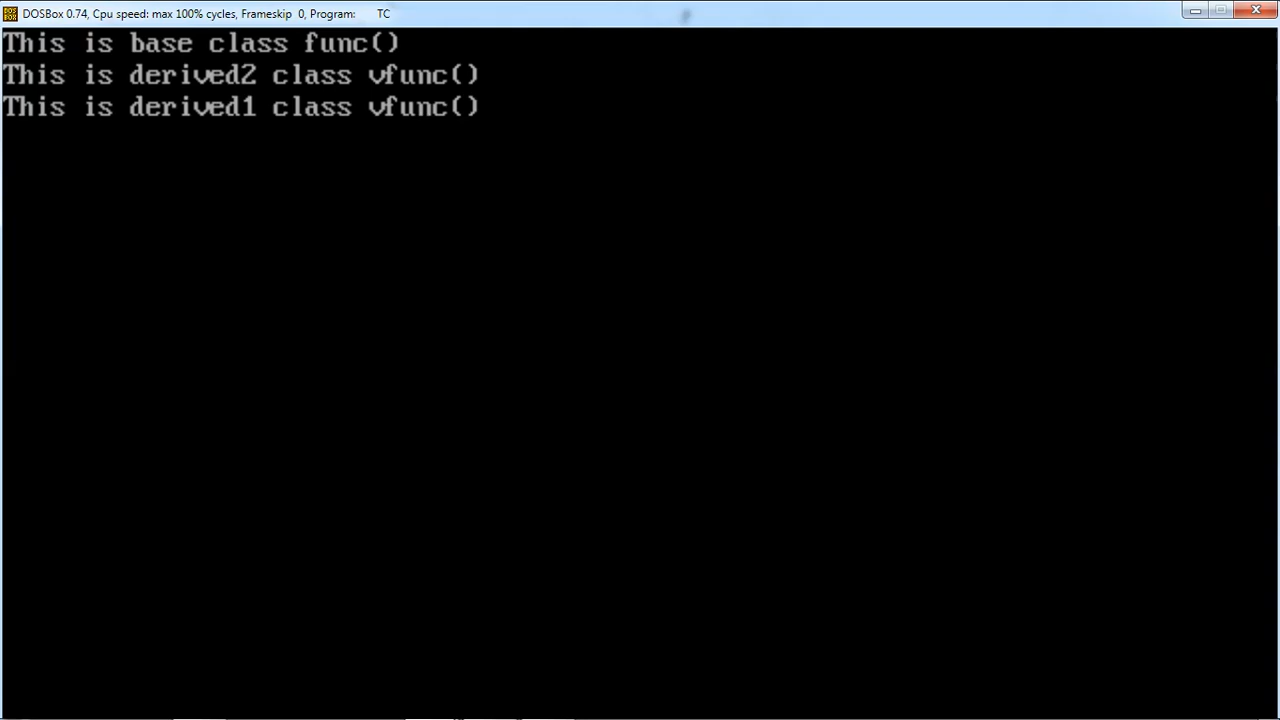 DOSBox 0.74, Cpu speed: max 100% cycles, Frameskip 0, Program: TC
This is base class func()
This is derived2 class vfunc()
This is derived1 class vfunc()